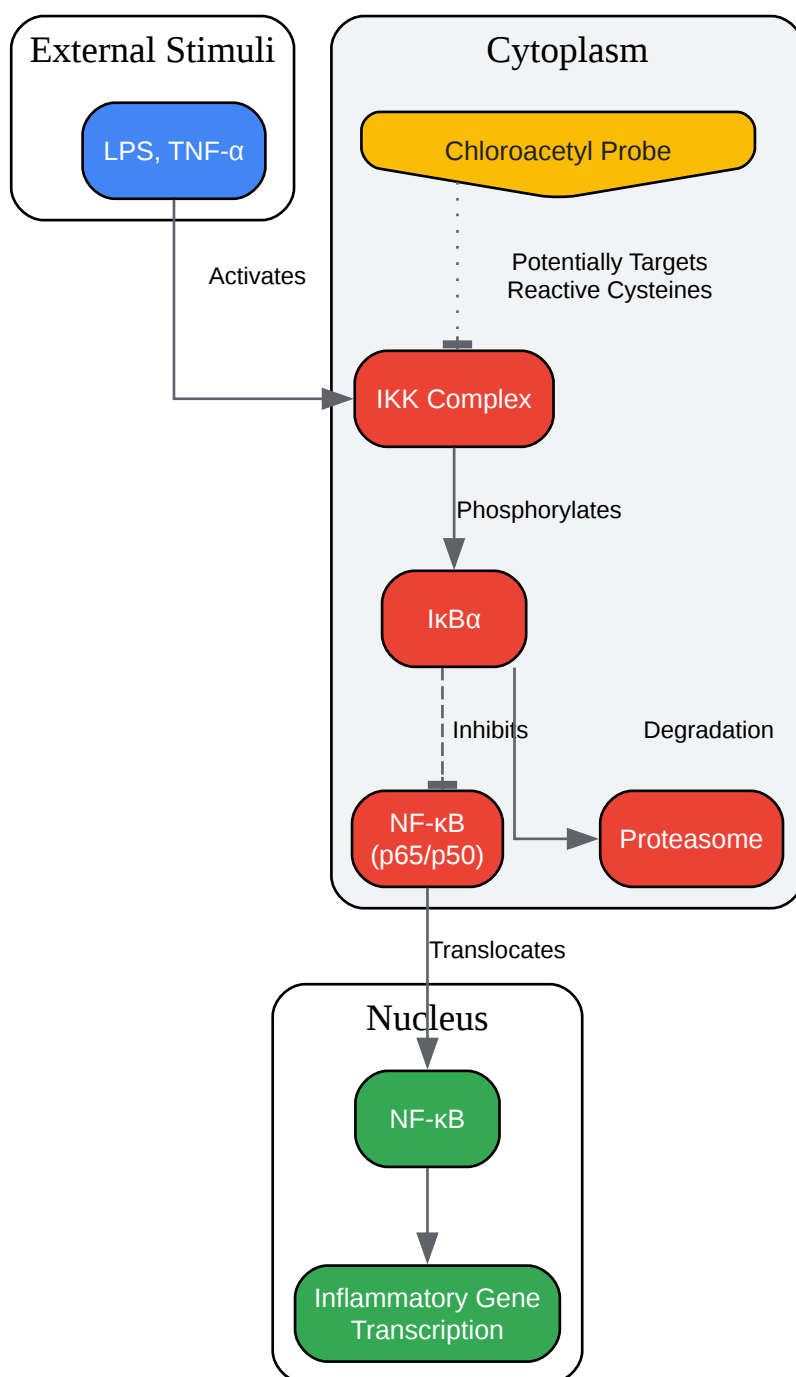 External Stimuli
LPS, TNF-α
Activates
Cytoplasm
Chloroacetyl Probe
Potentially Targets
Reactive Cysteines
IKK Complex
Phosphorylates
IκBα
Inhibits
Degradation
NF-κB
(p65/p50)
Proteasome
Translocates
Nucleus
NF-κB
Inflammatory Gene
Transcription